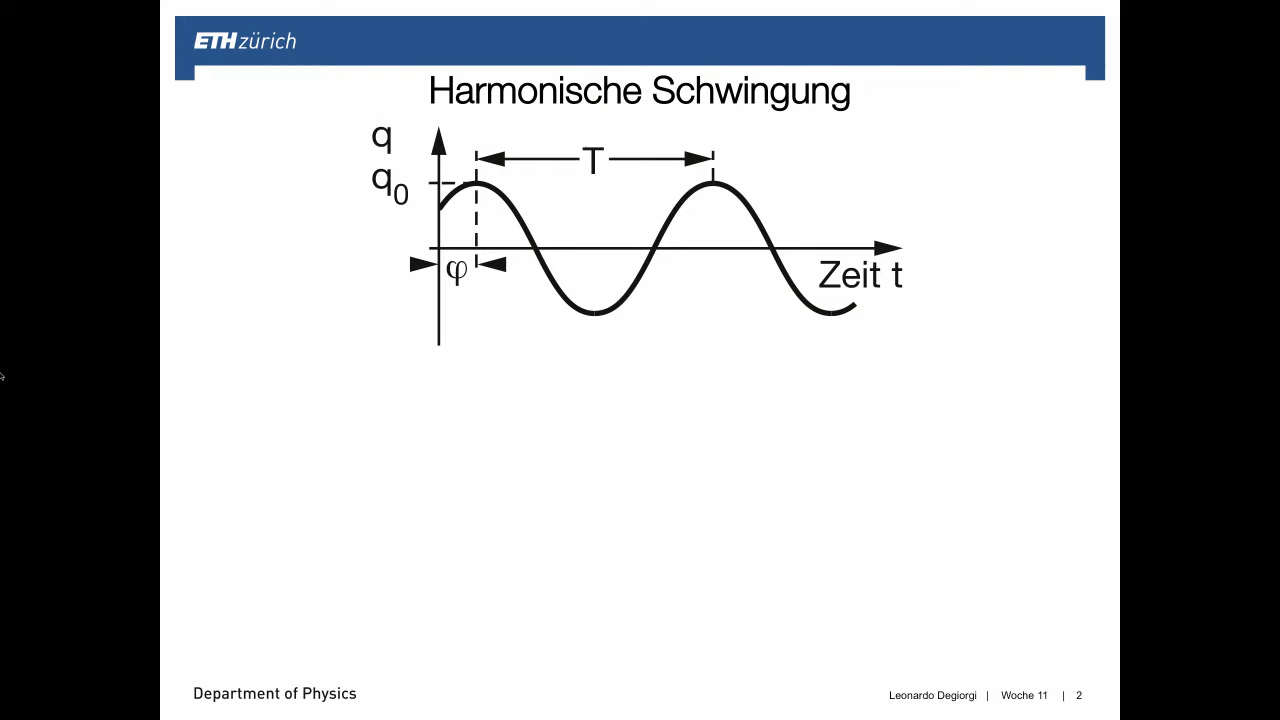 ETH zürich
Harmonische Schwingung
q
T
q0
φ
Zeit t
Department of Physics
Leonardo Degiorgi | Woche 11 | 2